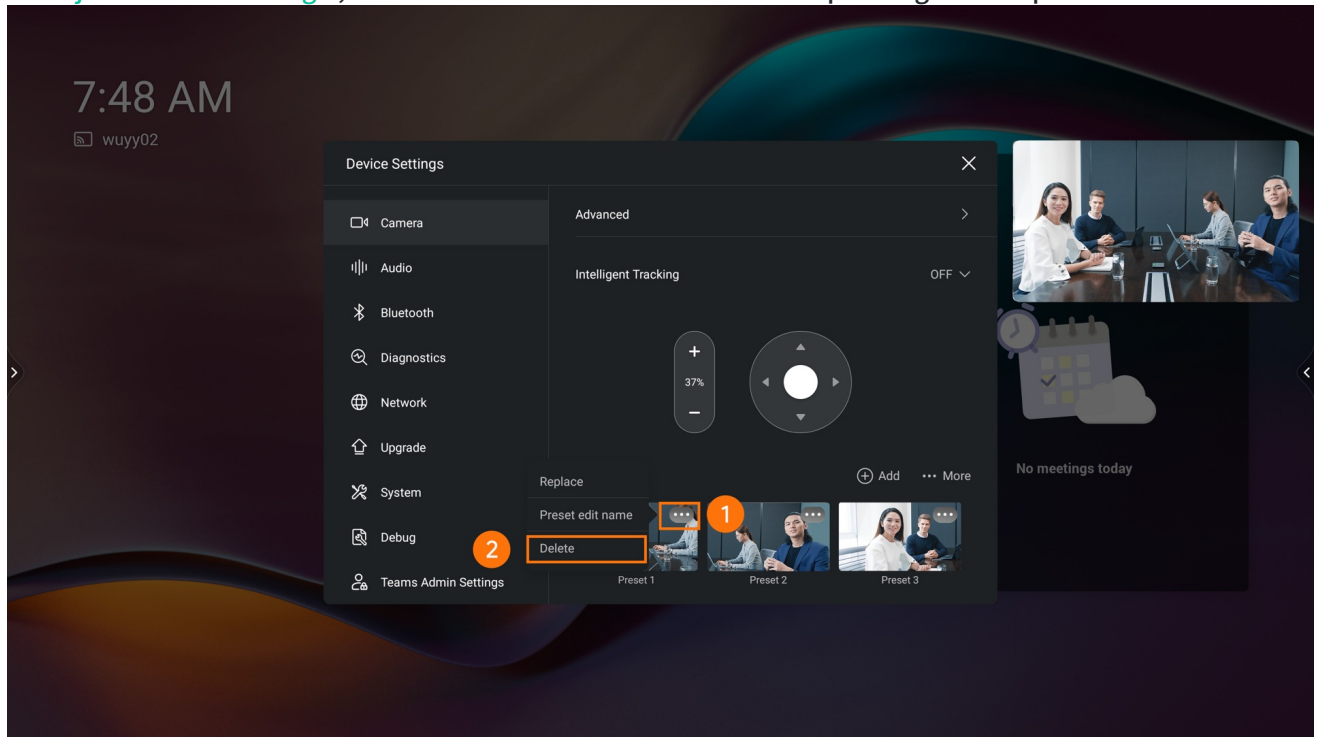 7:48 AM
wuyy02
Device Settings
Camera
Advanced
Audio
Intelligent Tracking OFF
Bluetooth
Diagnostics
+
37%
−
Network
Upgrade
Add ... More
No meetings today
System
Replace
Preset edit name ... 1 ... ...
Debug
2 Delete
Teams Admin Settings
Preset 1 Preset 2 Preset 3